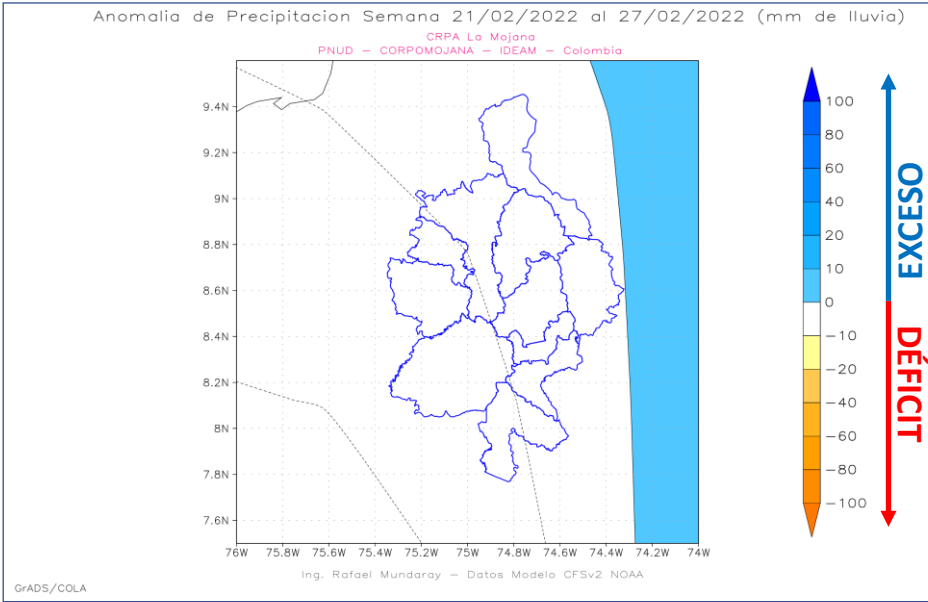 Anomalia de Precipitacion Semana 21/02/2022 al 27/02/2022 (mm de lluvia)
CRPA La Mojana
PNUD – CORPOMOJANA – IDEAM – Colombia
9.4N
9.2N
9N
8.8N
8.6N
8.4N
8.2N
8N
7.8N
7.6N
76W 75.8W 75.6W 75.4W 75.2W 75W 74.8W 74.6W 74.4W 74.2W 74W
100
80
60
40
20
10
0
−10
−20
−40
−60
−80
−100
EXCESO
DÉFICIT
Ing. Rafael Mundaray – Datos Modelo CFSv2 NOAA
GrADS/COLA